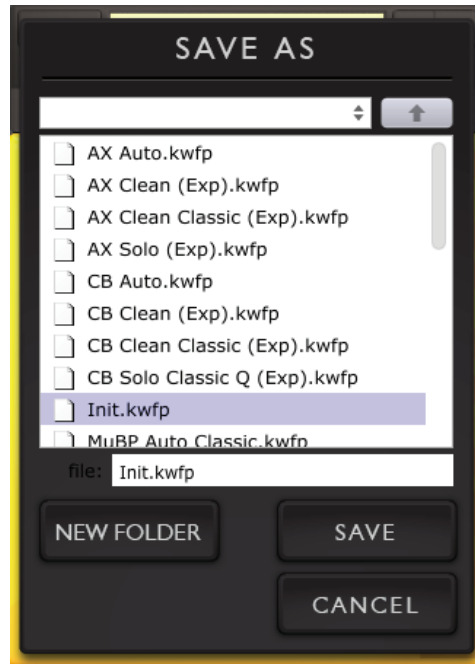 SAVE AS
AX Auto.kwfp
AX Clean (Exp).kwfp
AX Clean Classic (Exp).kwfp
AX Solo (Exp).kwfp
CB Auto.kwfp
CB Clean (Exp).kwfp
CB Clean Classic (Exp).kwfp
CB Solo Classic Q (Exp).kwfp
Init.kwfp
MuBP Auto Classic.kwfp
file: Init.kwfp
NEW FOLDER SAVE
CANCEL